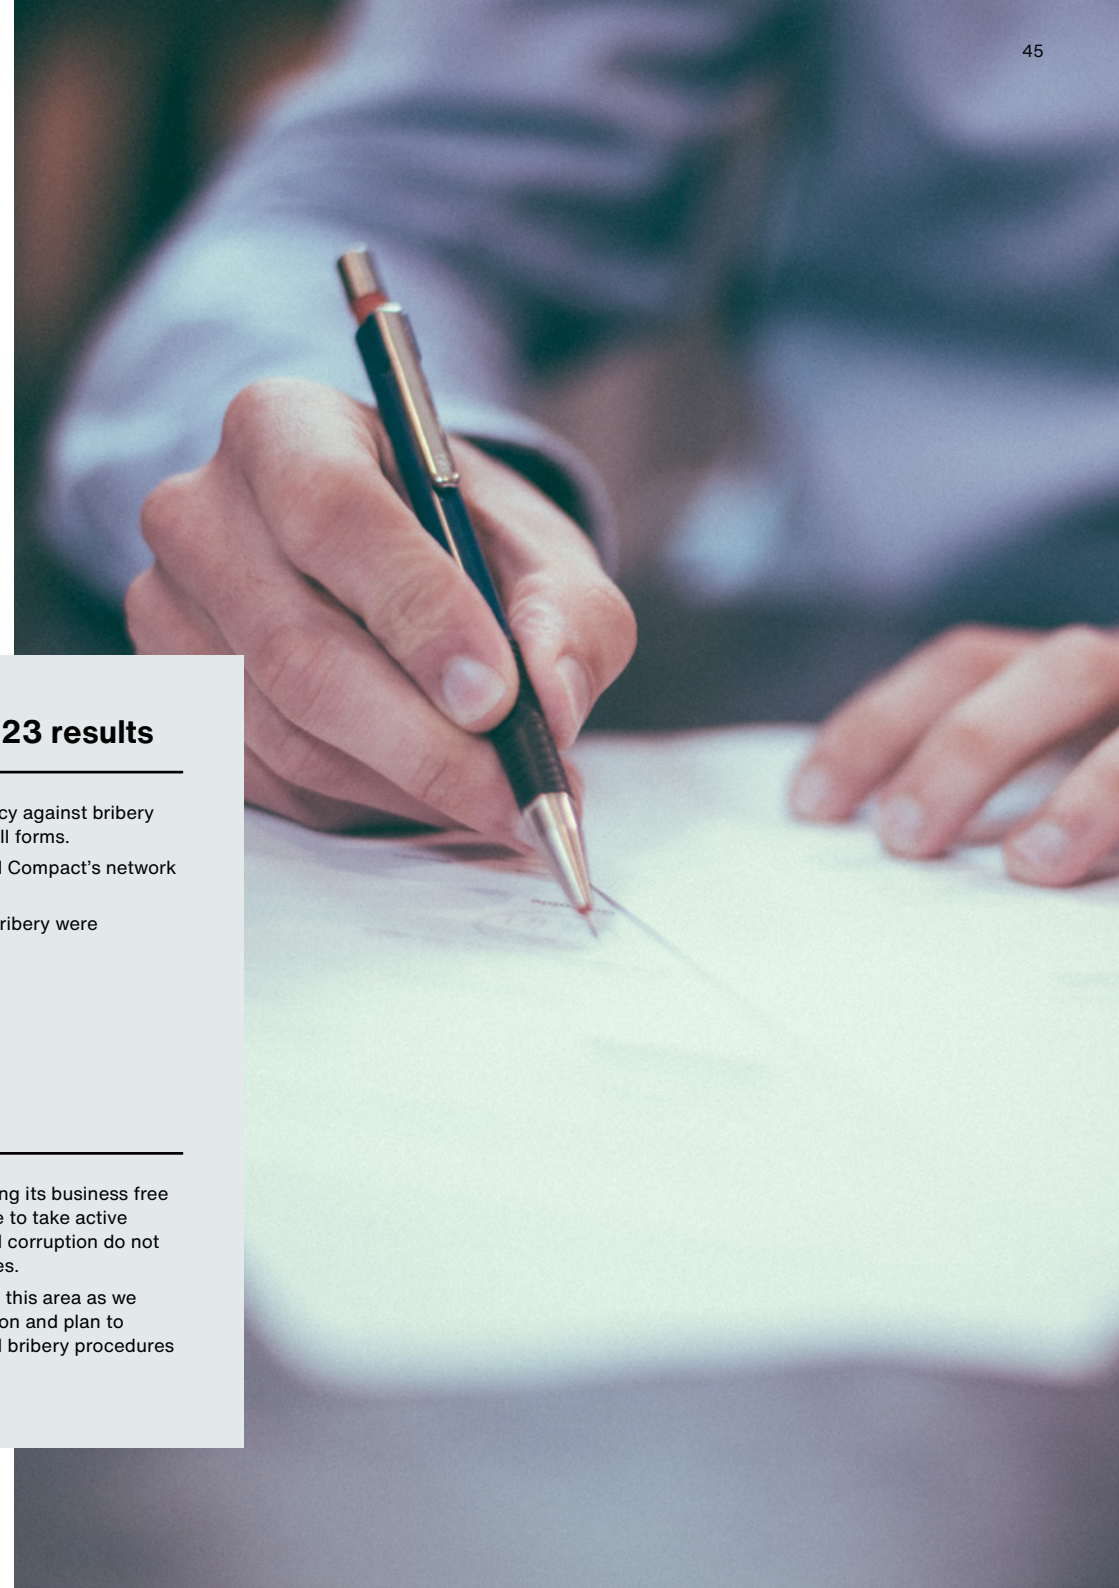 45
23 results
cy against bribery
ll forms.
l Compact’s network
ribery were
ng its business free
e to take active
l corruption do not
es.
this area as we
on and plan to
l bribery procedures